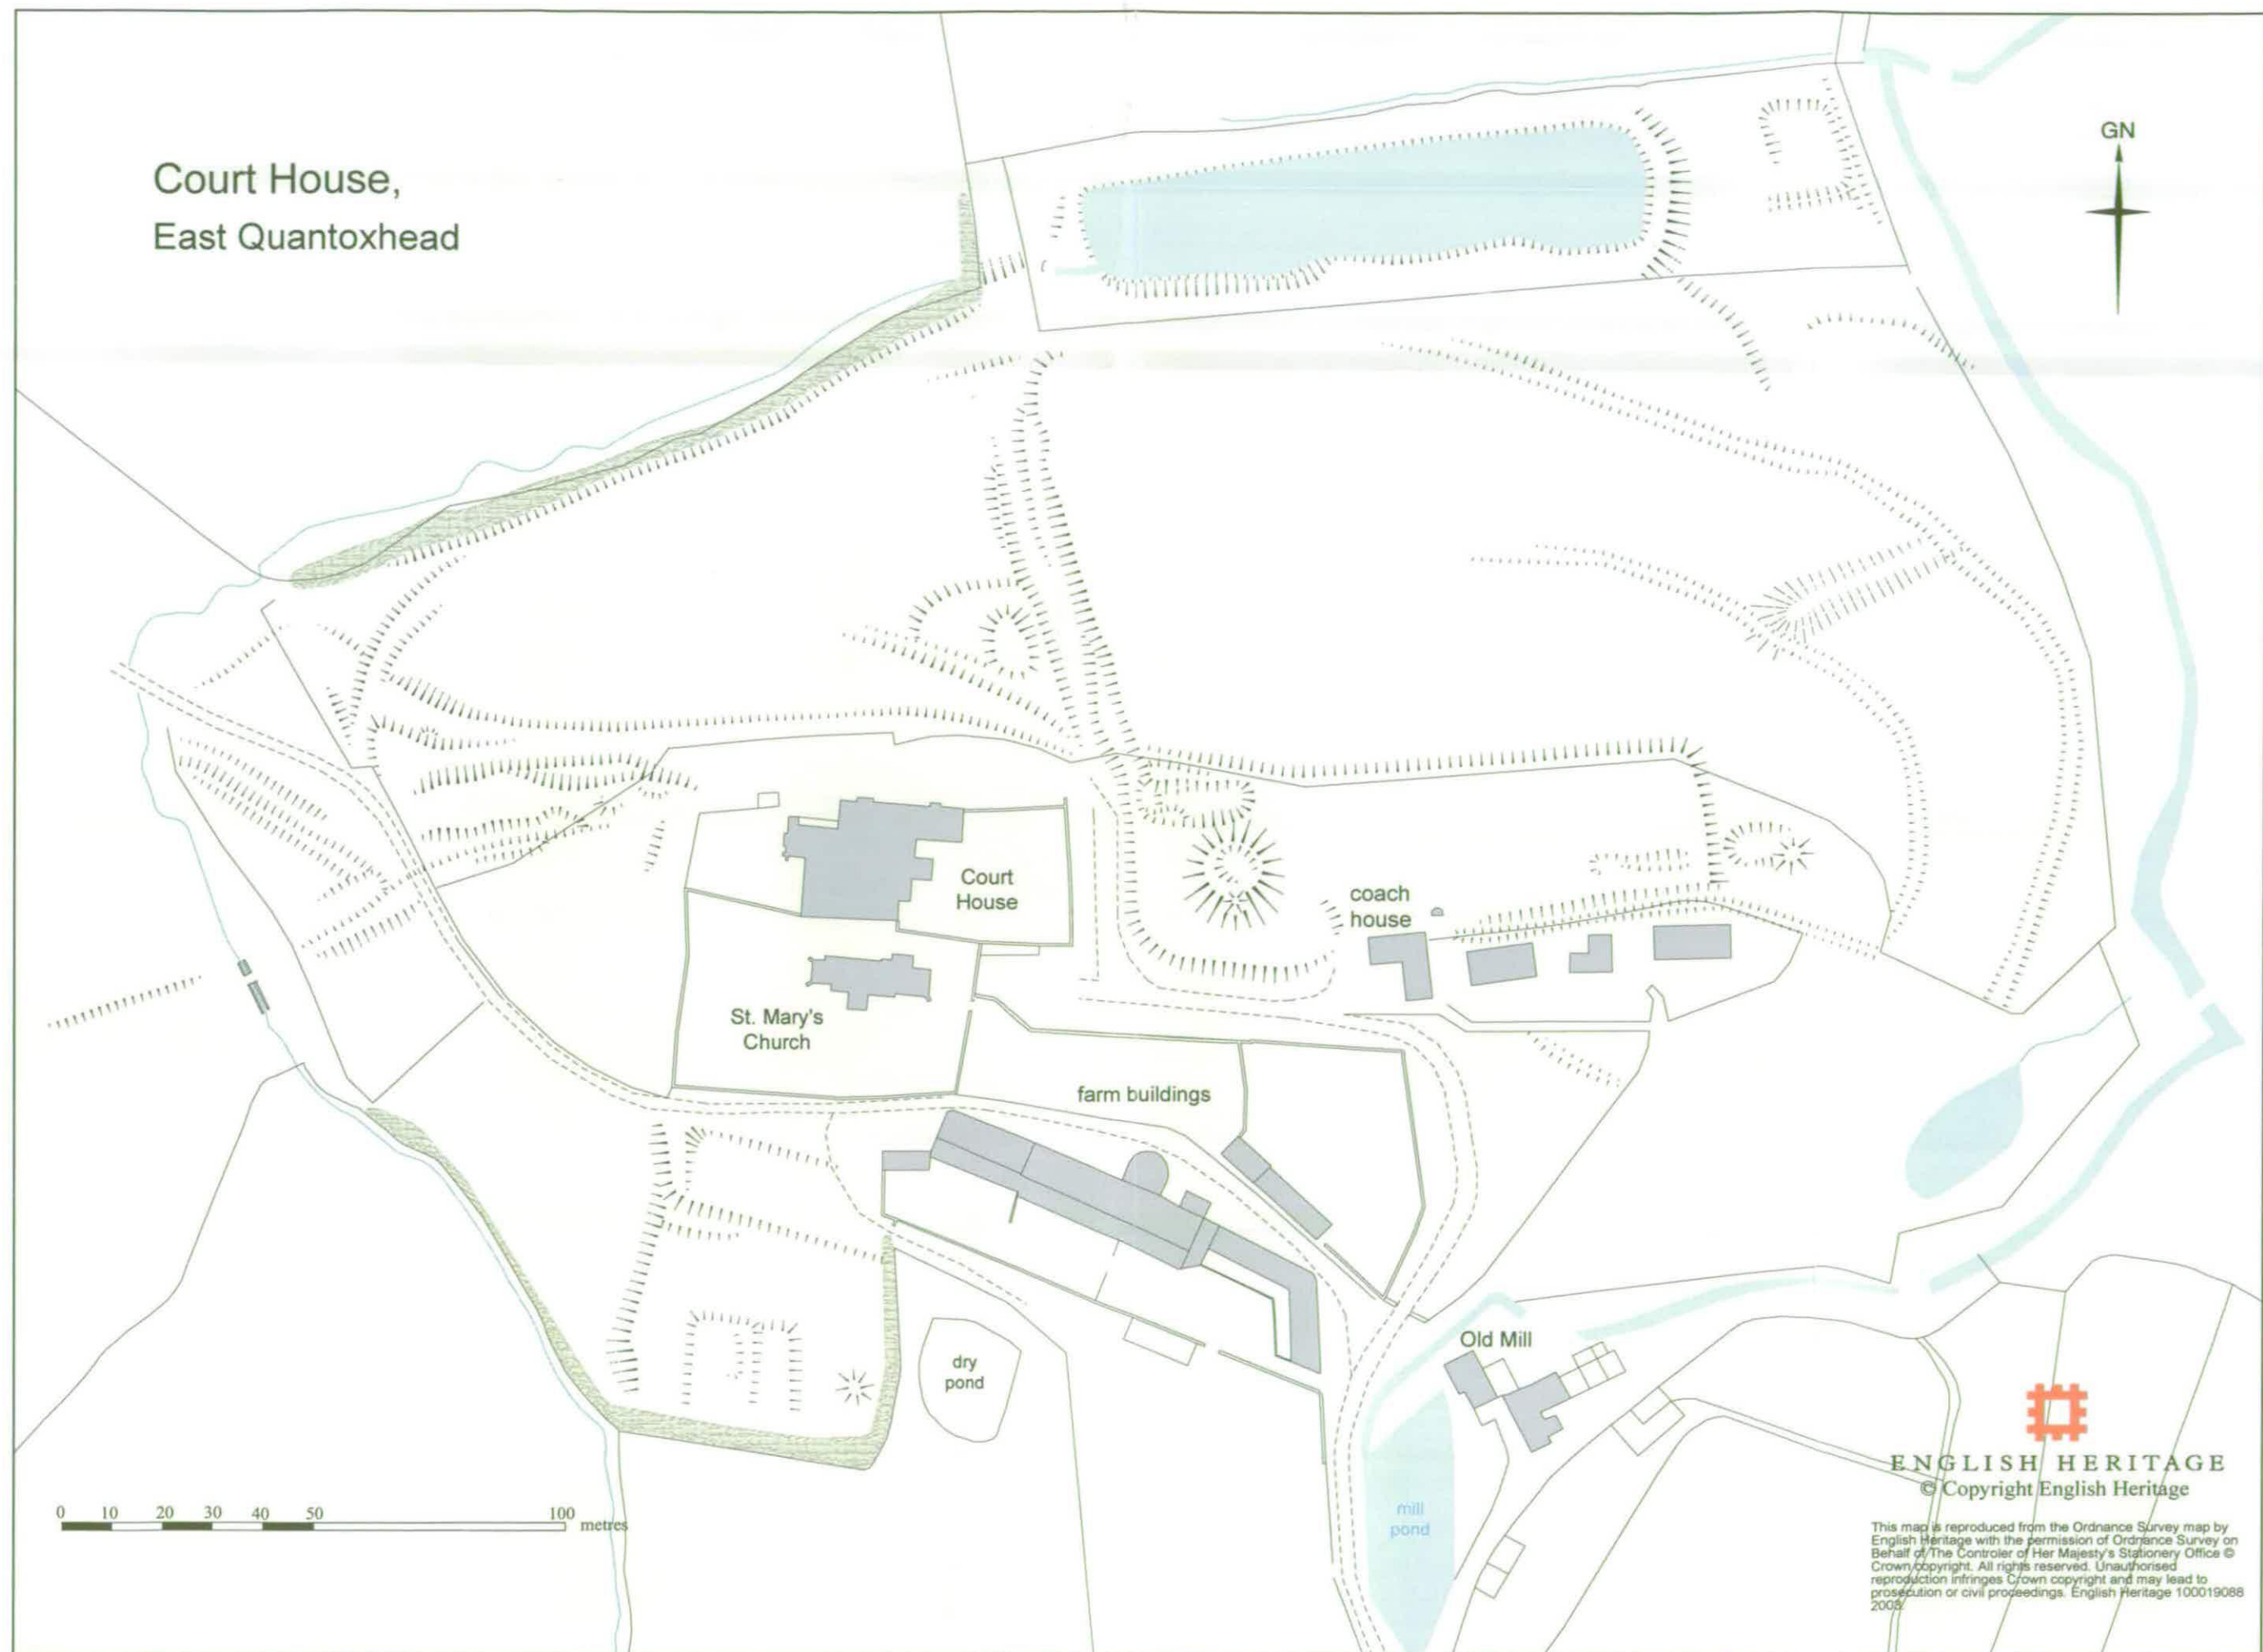 Court House,
East Quantoxhead
GN
Court
House
coach
house
St. Mary's
Church
farm buildings
Old Mill
dry
pond
mill
pond
0 10 20 30 40 50 100 metres
ENGLISH HERITAGE
© Copyright English Heritage
This map is reproduced from the Ordnance Survey map by
English Heritage with the permission of Ordnance Survey on
Behalf of The Controler of Her Majesty's Stationery Office ©
Crown copyright. All rights reserved. Unauthorised
reproduction infringes Crown copyright and may lead to
prosecution or civil proceedings. English Heritage 100019088